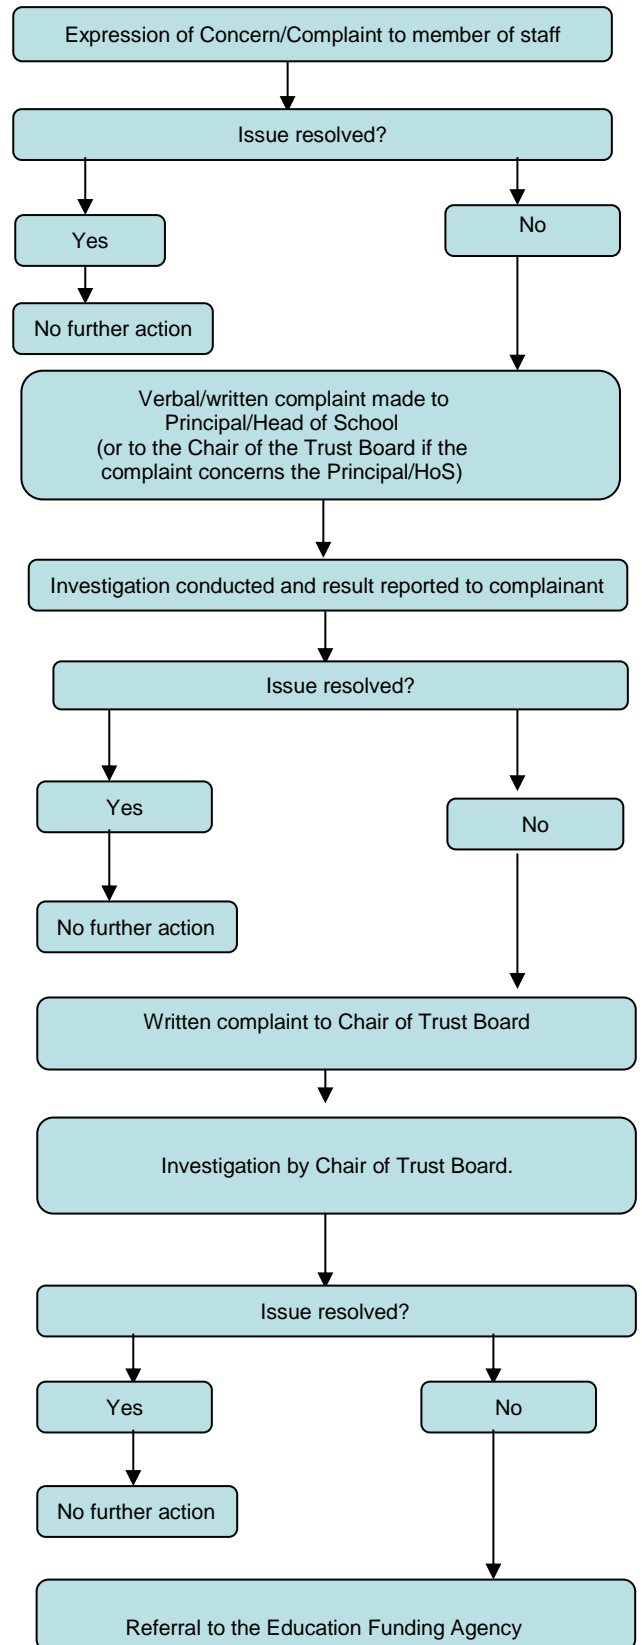 Expression of Concern/Complaint to member of staff
Issue resolved?
Yes
No
No further action
Verbal/written complaint made to
Principal/Head of School
(or to the Chair of the Trust Board if the
complaint concerns the Principal/HoS)
Investigation conducted and result reported to complainant
Issue resolved?
Yes
No
No further action
Written complaint to Chair of Trust Board
Investigation by Chair of Trust Board.
Issue resolved?
Yes
No
No further action
Referral to the Education Funding Agency